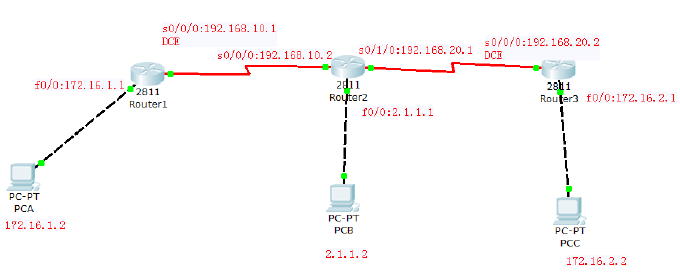 s0/0/0:192.168.10.1
DCE
s0/0/0:192.168.10.2
s0/1/0:192.168.20.1
s0/0/0:192.168.20.2
DCE
f0/0:172.16.1.1
2811
Router1
2811
Router2
2811
Router3
f0/0:172.16.2.1
f0/0:2.1.1.1
PC-PT
PCA
172.16.1.2
PC-PT
PCB
2.1.1.2
PC-PT
PCC
172.16.2.2